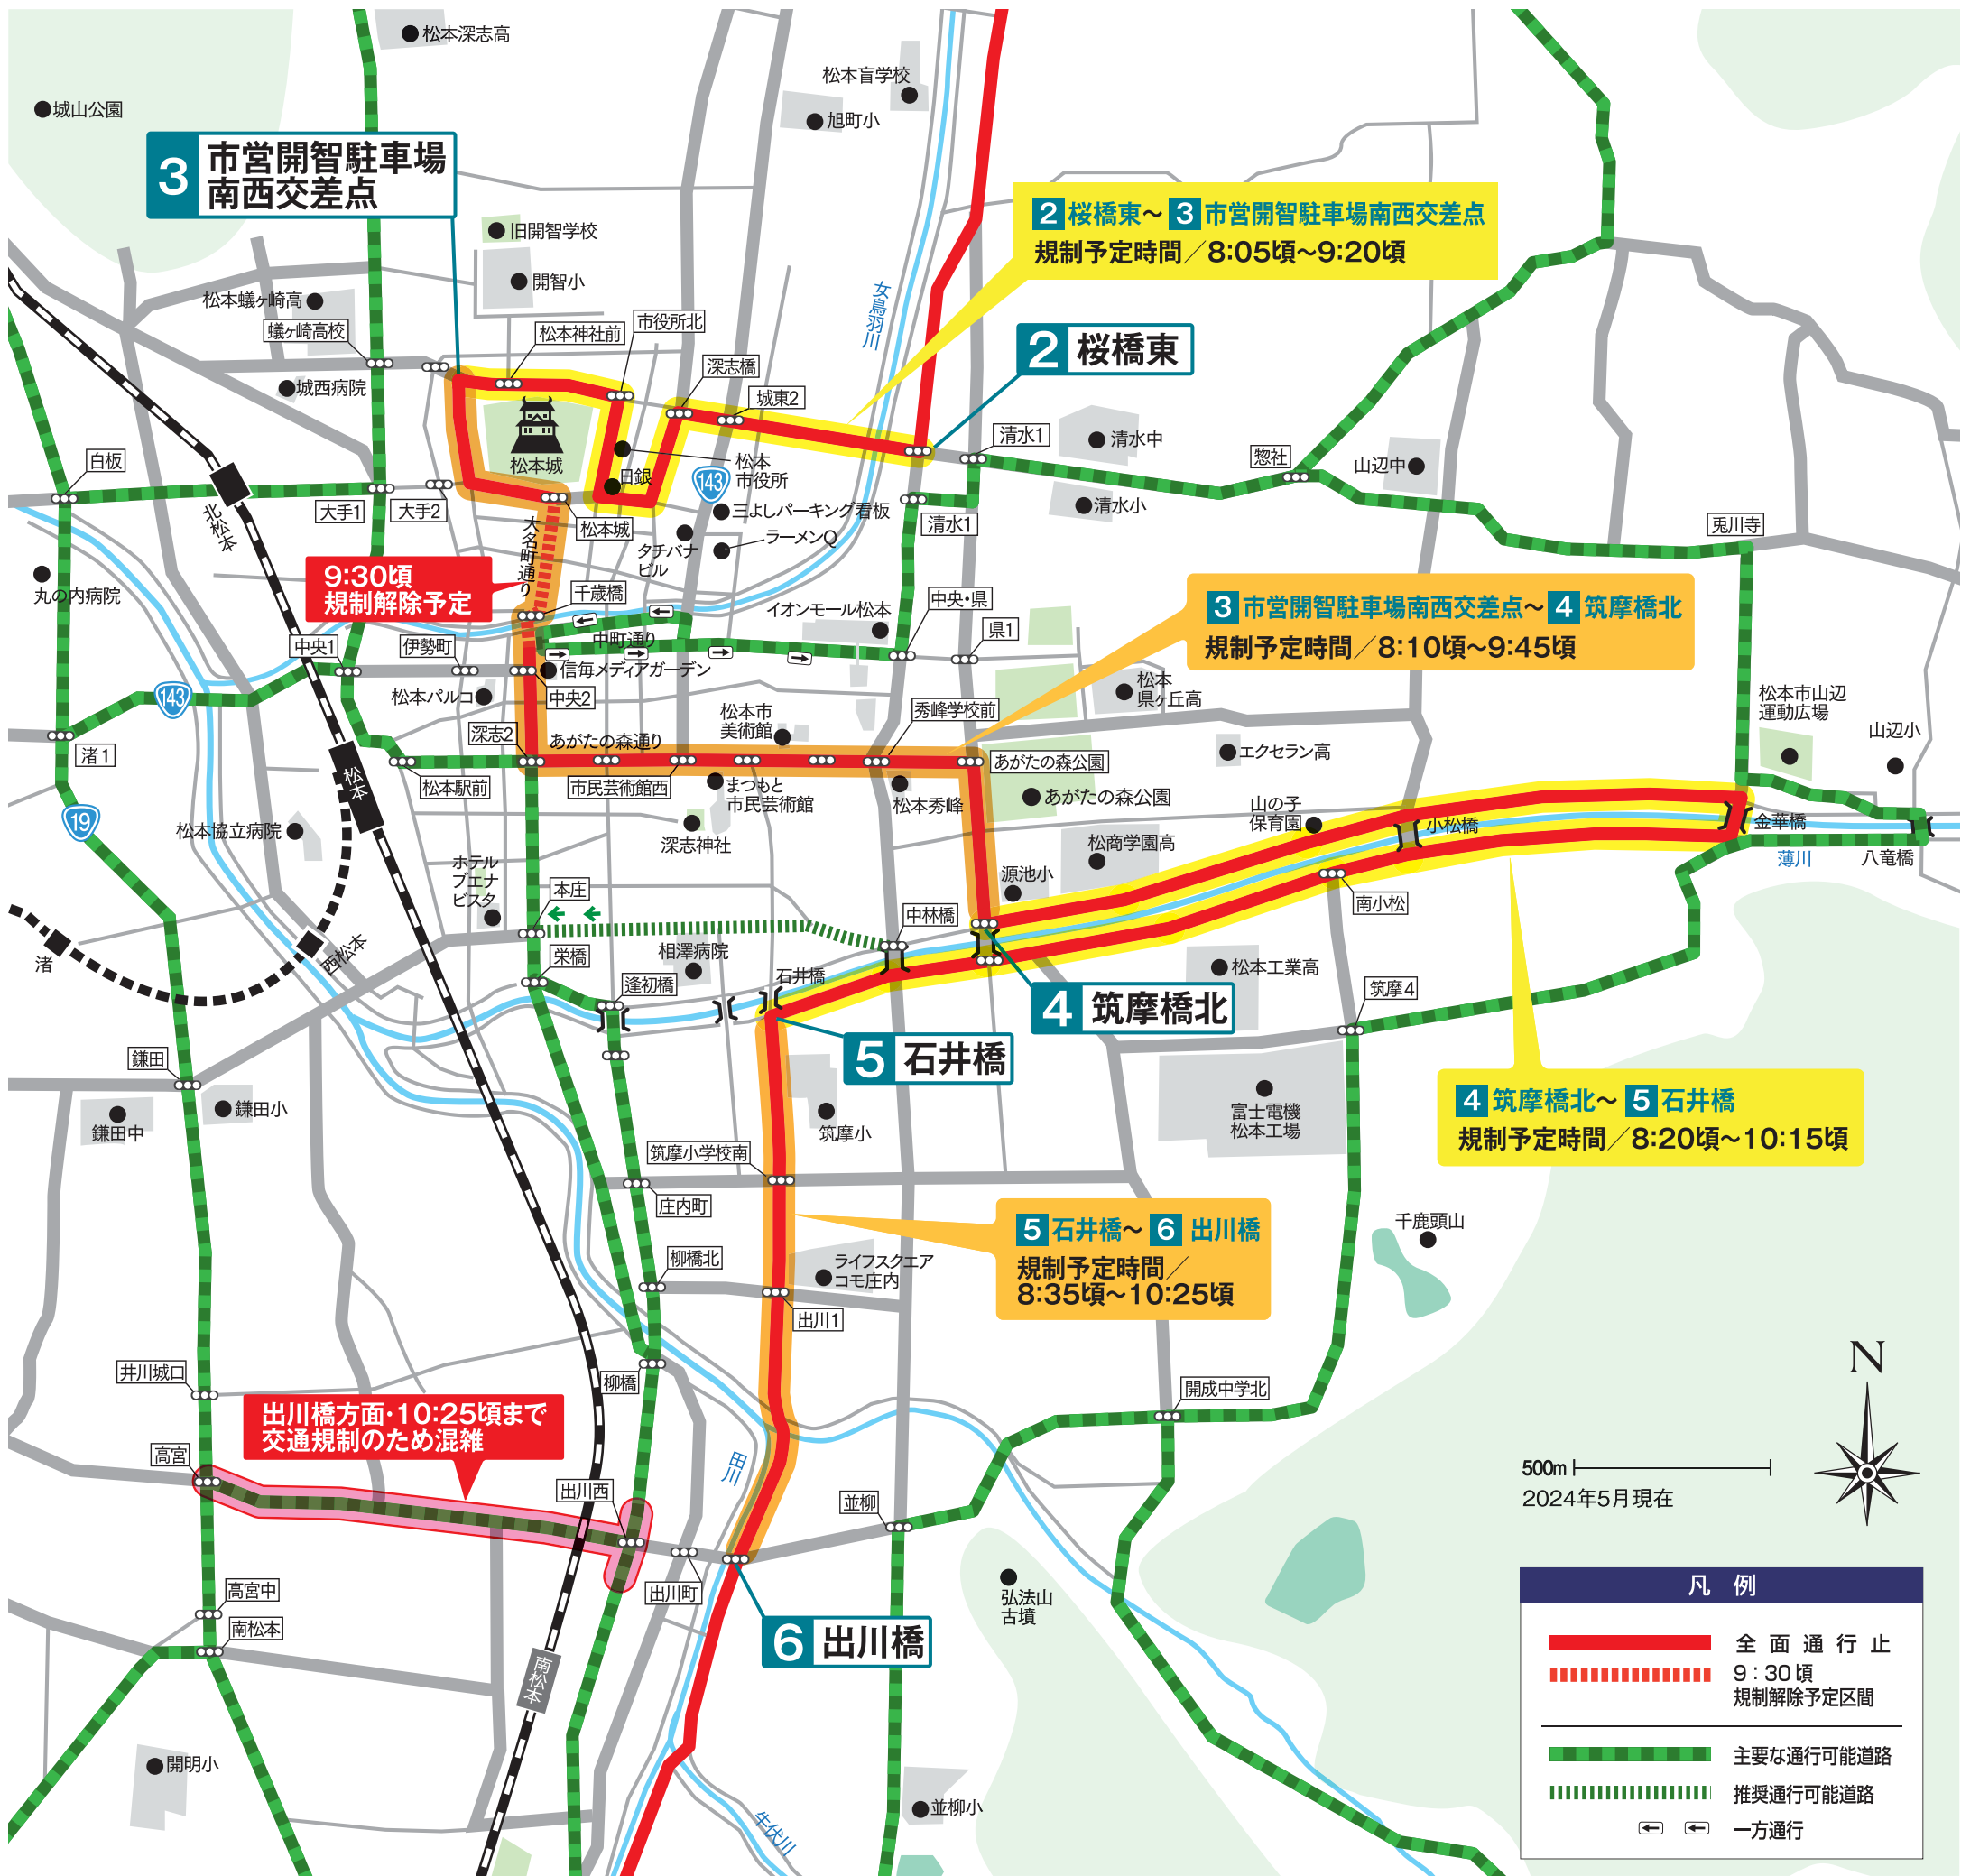 松本深志高
城山公園
松本盲学校
旭町小
3
市営開智駐車場
南西交差点
旧開智学校
開智小
松本蟻ヶ崎高
蟻ヶ崎高校
城西病院
松本神社前
市役所北
深志橋
城東2
女鳥羽川
2 桜橋東〜 3 市営開智駐車場南西交差点
規制予定時間／8:05頃〜9:20頃
2 桜橋東
清水1
清水中
惣社
山辺中
松本城
松本
市役所
日銀
143
三よしパーキング看板
ラーメンQ
タチバナ
ビル
松本城
大名町通り
白板
北松本
大手1
大手2
清水1
清水小
兎川寺
丸の内病院
9:30頃
規制解除予定
千歳橋
イオンモール松本
中央・県
県1
3 市営開智駐車場南西交差点〜 4 筑摩橋北
規制予定時間／8:10頃〜9:45頃
中央1
伊勢町
中町通り
信毎メディアガーデン
中央2
松本パルコ
143
渚1
松本
県ヶ丘高
松本市山辺
運動広場
山辺小
深志2
あがたの森通り
松本市
美術館
秀峰学校前
あがたの森公園
エクセラン高
松本
松本駅前
市民芸術館西
まつもと
市民芸術館
松本秀峰
あがたの森公園
19
松本協立病院
深志神社
山の子
保育園
小松橋
金華橋
薄川
八竜橋
松商学園高
源池小
ホテル
ブエナ
ビスタ
本庄
中林橋
南小松
渚
西松本
栄橋
相澤病院
逢初橋
石井橋
松本工業高
4 筑摩橋北
筑摩4
5 石井橋
鎌田
鎌田小
鎌田中
筑摩小
富士電機
松本工場
4 筑摩橋北〜 5 石井橋
規制予定時間／8:20頃〜10:15頃
筑摩小学校南
庄内町
5 石井橋〜 6 出川橋
規制予定時間／
8:35頃〜10:25頃
千鹿頭山
柳橋北
ライフスクエア
コモ庄内
出川1
井川城口
柳橋
開成中学北
出川橋方面・10:25頃まで
交通規制のため混雑
高宮
出川西
田川
並柳
N
500m
2024年5月現在
高宮中
南松本
出川町
弘法山
古墳
6 出川橋
南松本
開明小
牛伏川
並柳小
凡例
全面通行止
9：30頃
規制解除予定区間
主要な通行可能道路
推奨通行可能道路
一方通行